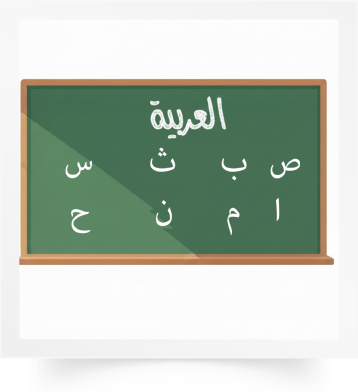 العربية
ص ب ث س
ا م ن ح